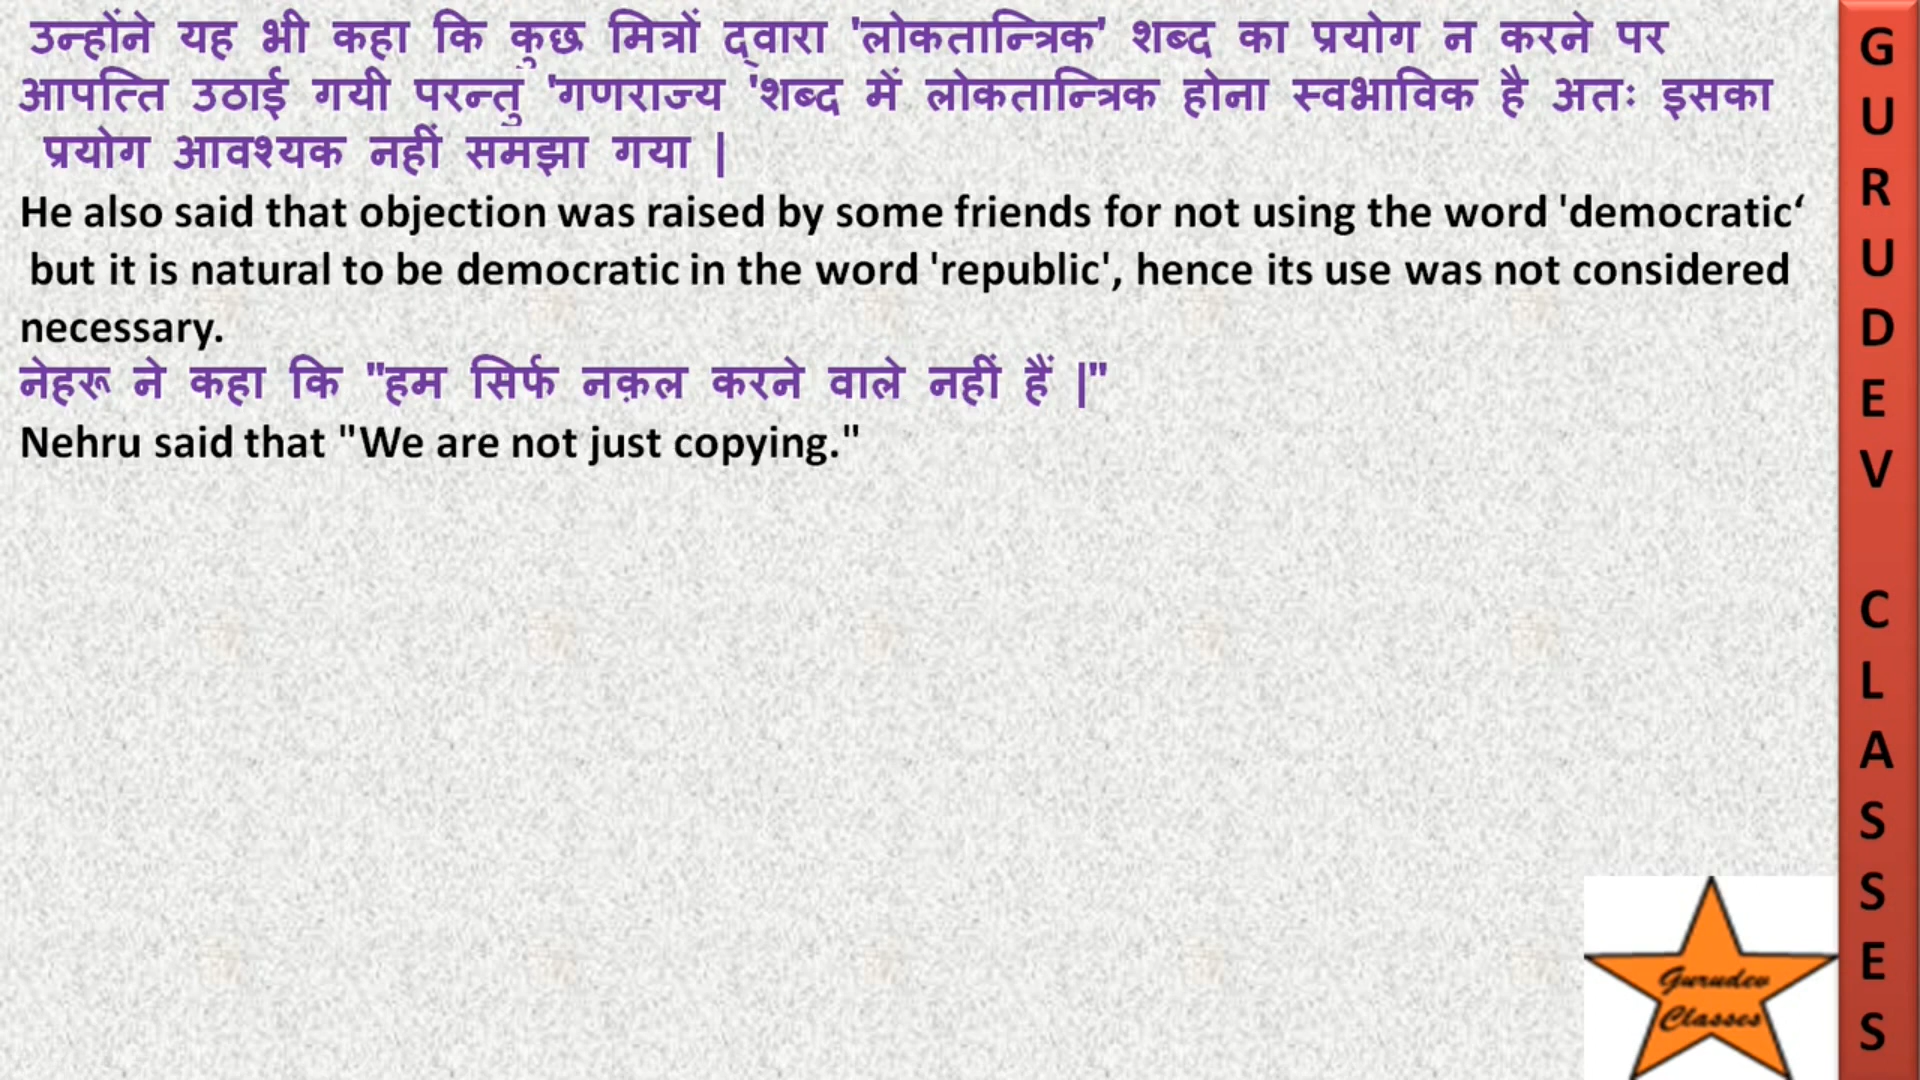 उन्होंने यह भी कहा कि कुछ मित्रों द्वारा 'लोकतान्त्रिक' शब्द का प्रयोग न करने पर
आपत्ति उठाई गयी परन्तु 'गणराज्य 'शब्द में लोकतान्त्रिक होना स्वभाविक है अतः इसका
प्रयोग आवश्यक नहीं समझा गया |
He also said that objection was raised by some friends for not using the word 'democratic‘
but it is natural to be democratic in the word 'republic', hence its use was not considered
necessary.
नेहरू ने कहा कि "हम सिर्फ नक़ल करने वाले नहीं हैं |"
Nehru said that "We are not just copying."
GURUDEV CLASSES
Gurudev
Classes